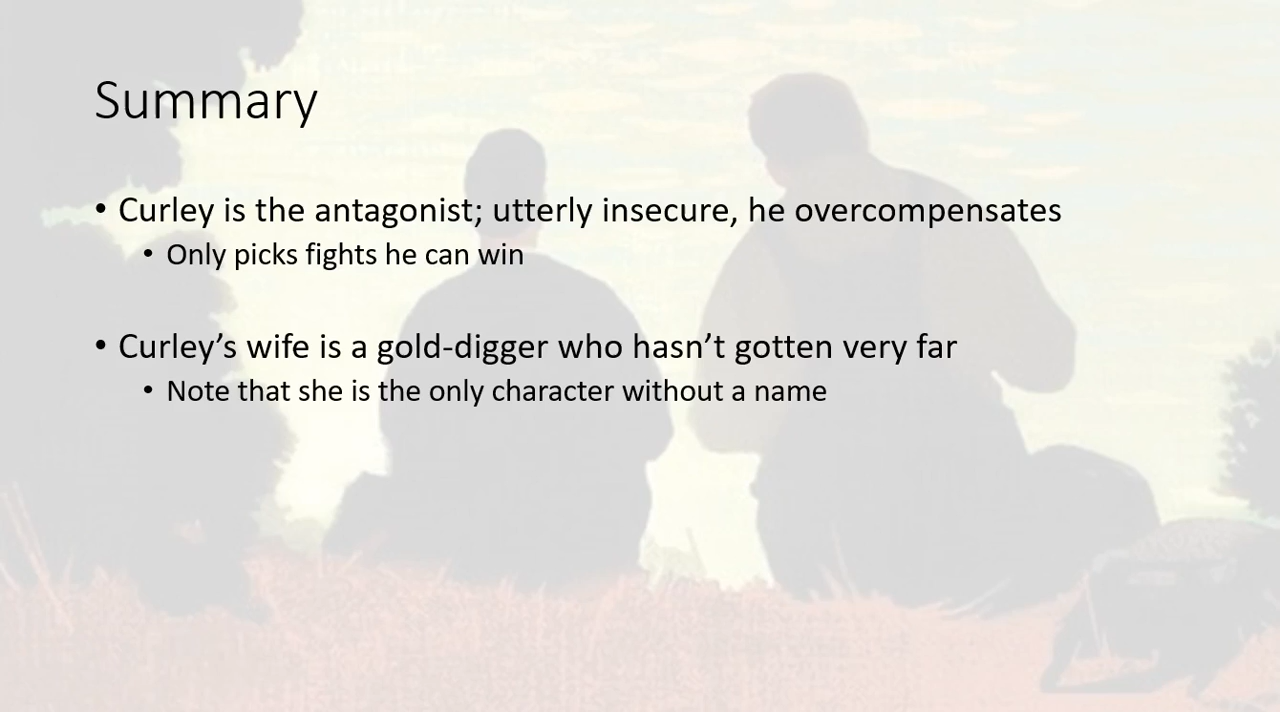 Summary
• Curley is the antagonist; utterly insecure, he overcompensates
• Only picks fights he can win
• Curley’s wife is a gold-digger who hasn’t gotten very far
• Note that she is the only character without a name